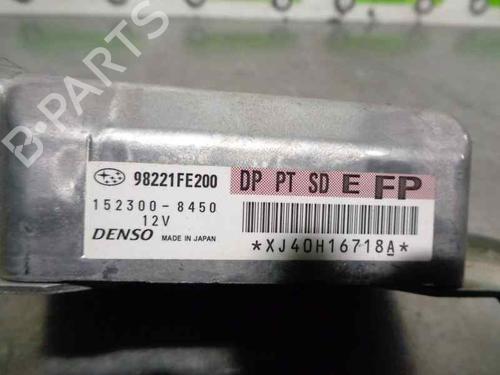 98221FE200 DP PT SD E FP
152300-8450
12V
DENSO MADE IN JAPAN
*XJ40H16718A*
B-PARTS